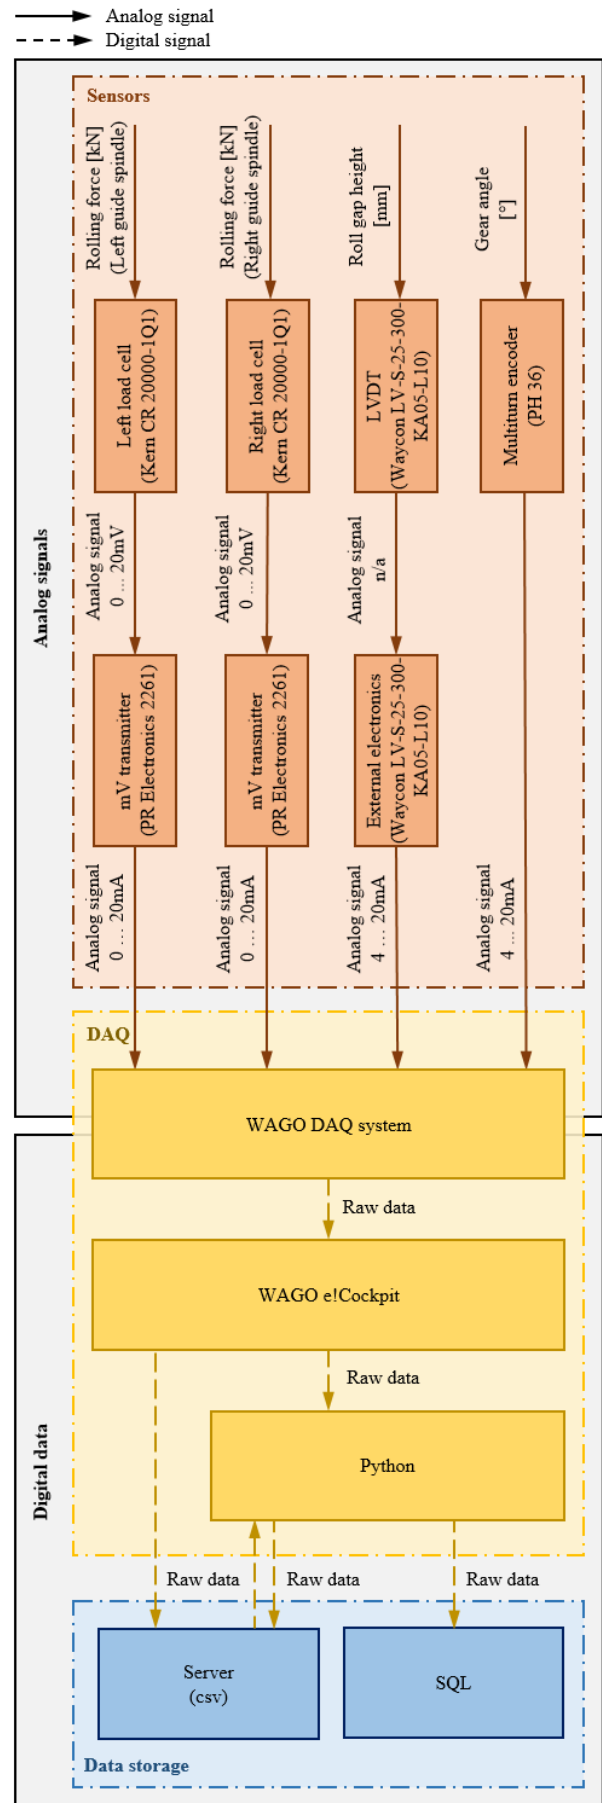 Analog signal
Digital signal
Sensors
Rolling force [kN]
(Left guide spindle)
Rolling force [kN]
(Right guide spindle)
Roll gap height
[mm]
Gear angle
[°]
Left load cell
(Kern CR 20000-1Q1)
Right load cell
(Kern CR 20000-1Q1)
LVDT
(Waycon LV-S-25-300-
KA05-L10)
Multiturn encoder
(PH 36)
Analog signals
Analog signal
0 ... 20mV
Analog signal
0 ... 20mV
Analog signal
n/a
mV transmitter
(PR Electronics 2261)
mV transmitter
(PR Electronics 2261)
External electronics
(Waycon LV-S-25-300-
KA05-L10)
Analog signal
0 ... 20mA
Analog signal
0 ... 20mA
Analog signal
4 ... 20mA
Analog signal
4 ... 20mA
DAQ
WAGO DAQ system
Raw data
WAGO e!Cockpit
Raw data
Digital data
Python
Raw data
Raw data
Raw data
Server
(csv)
SQL
Data storage